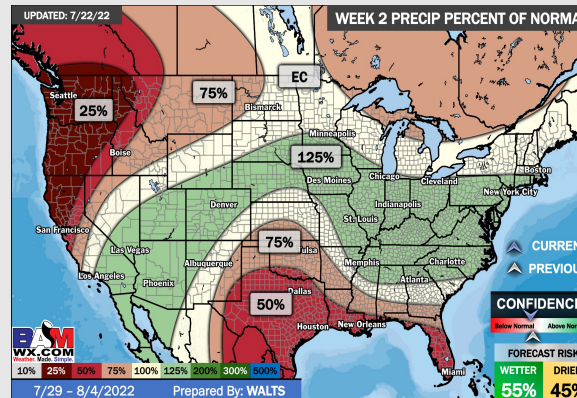 UPDATED: 7/22/22
WEEK 2 PRECIP PERCENT OF NORMA
EC
75%
Seattle
25%
Bismarck
Minneapolis
125%
Boise
Des Moines
Chicago
Cleveland
Boston
New York City
Denver
Indianapolis
St. Louis
San Francisco
75%
Las Vegas
Albuquerque
ulsa
Memphis
Charlotte
CURREN
PREVIOU
Los Angeles
Phoenix
Atlanta
Dallas
50%
Houston
New Orleans
CONFIDENC
Below Normal
Above Nor
Miami
BAM
WX.COM
Weather. Made. Simple.
FORECAST RISK
WETTER
DRIE
55%
45%
10% 25% 50% 75% 100% 125% 200% 300% 500%
7/29 - 8/4/2022
Prepared By: WALTS